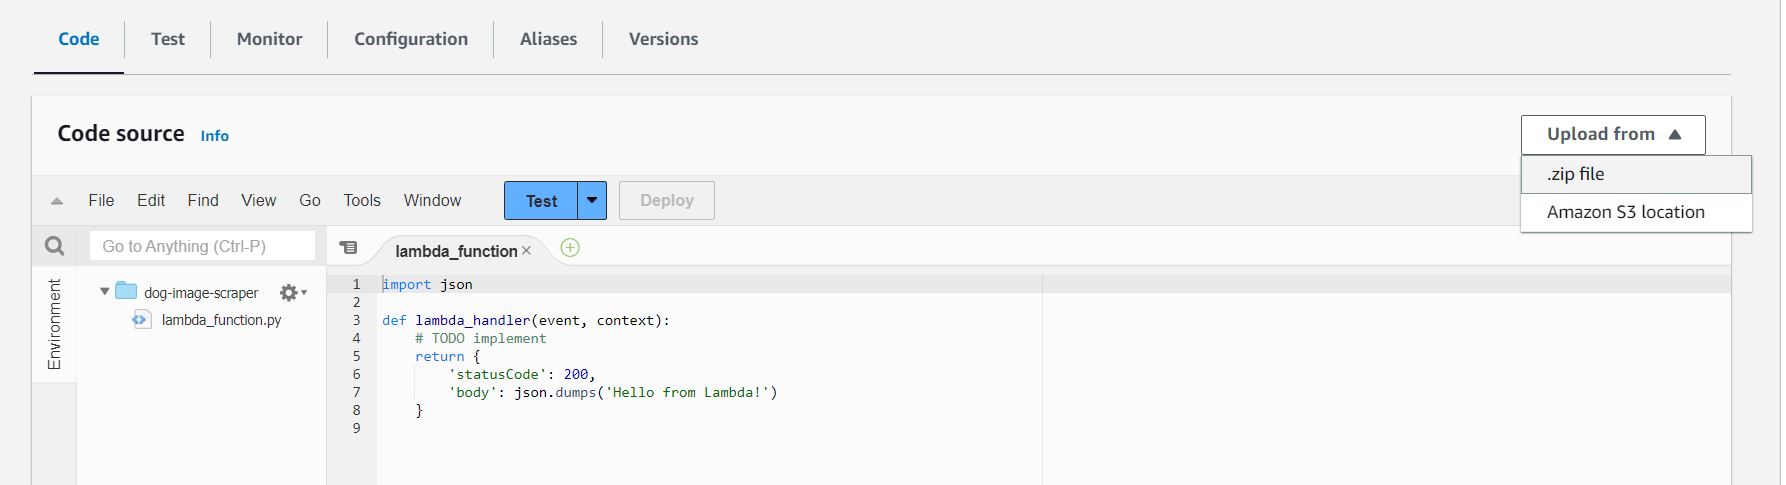 Code
Test
Monitor
Configuration
Aliases
Versions
Code source
Info
Upload from
.zip file
Amazon S3 location
File
Edit
Find
View
Go
Tools
Window
Test
Deploy
Go to Anything (Ctrl-P)
Environment
dog-image-scraper
lambda_function.py
lambda_function
1 import json
2
3 def lambda_handler(event, context):
4     # TODO implement
5     return {
6         'statusCode': 200,
7         'body': json.dumps('Hello from Lambda!')
8     }
9